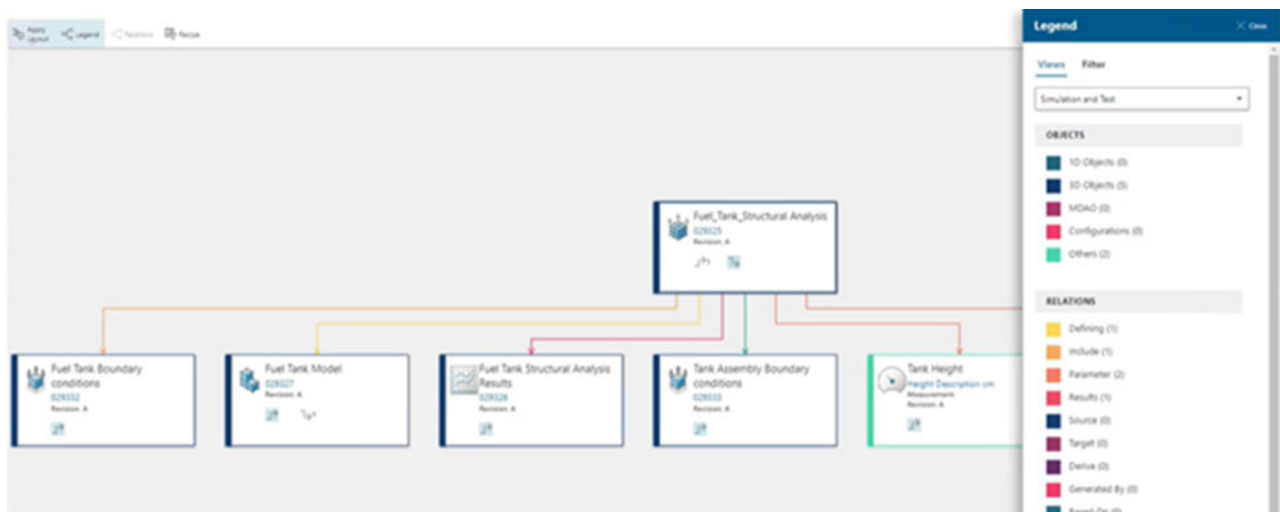 Apply
Layout
Legend
Relations
Recipe
Legend
Close
Views
Filter
Simulation and Test
OBJECTS
1D Objects (0)
3D Objects (5)
MDAO (0)
Configurations (0)
Others (2)
RELATIONS
Defining (1)
Include (1)
Parameter (2)
Results (1)
Source (0)
Target (0)
Derive (0)
Generated By (0)
Based On (0)
Fuel_Tank_Structural Analysis
029325
Revision: A
Fuel Tank Boundary
conditions
029332
Revision: A
Fuel Tank Model
029327
Revision: A
Fuel Tank Structural Analysis
Results
029328
Revision: A
Tank Assembly Boundary
conditions
029333
Revision: A
Tank Height
Height Description cm
Measurement:
Revision: A